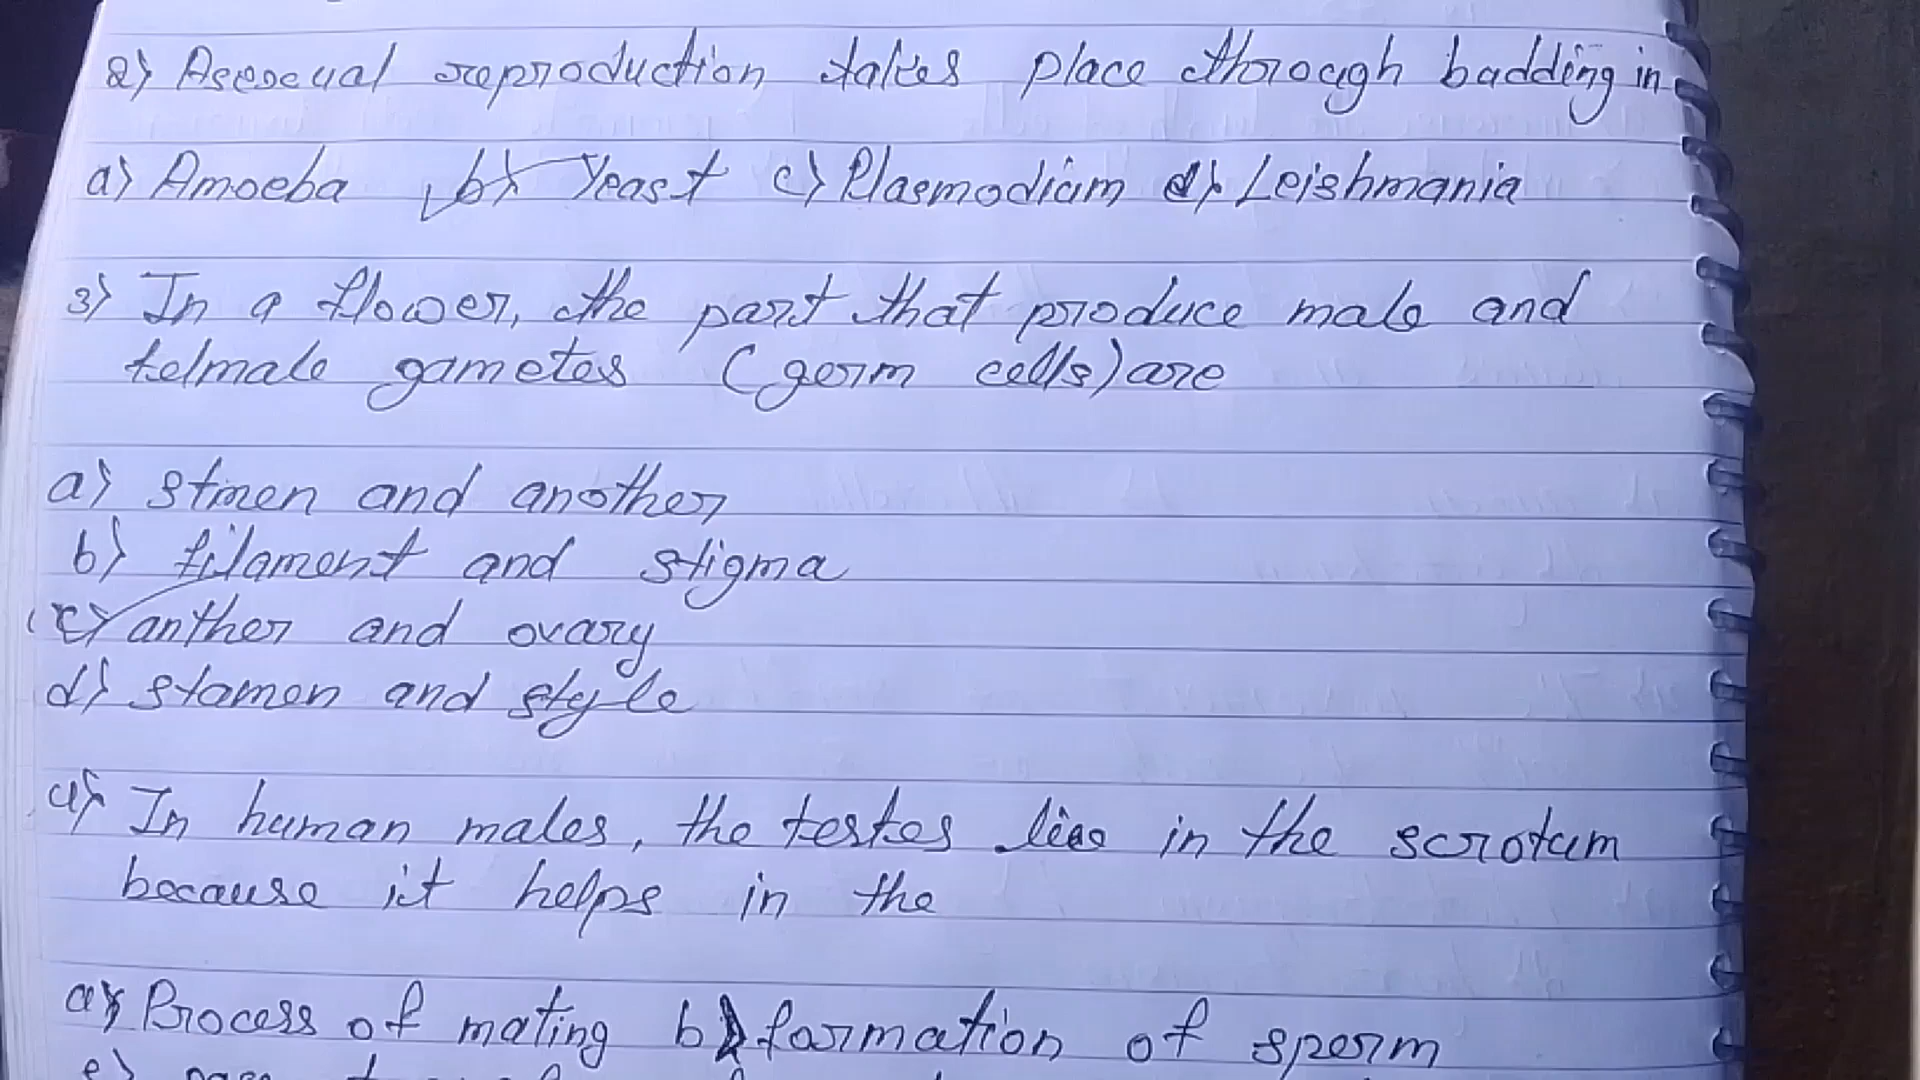 2) Asexual reproduction takes place through budding in
a) Amoeba b) Yeast c) Plasmodium d) Leishmania
3) In a flower, the part that produce male and
felmale gametes (germ cells) are
a) stmen and another
b) filament and stigma
c) anther and ovary
d) stamen and style
4) In human males, the testes lies in the scrotum
because it helps in the
a) Process of mating b) formation of sperm